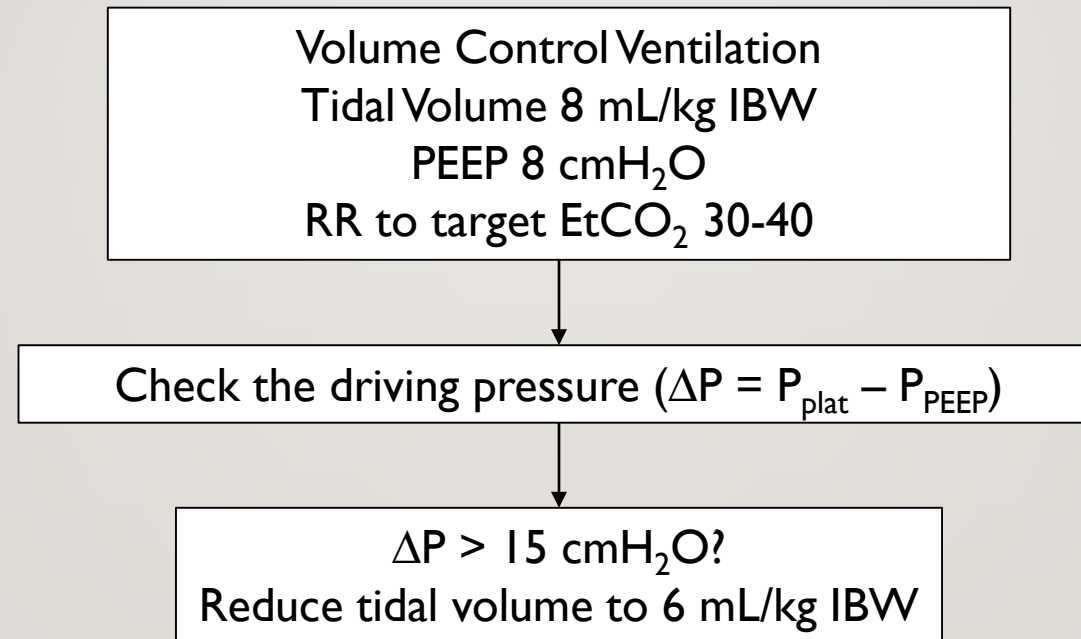 Volume Control Ventilation
Tidal Volume 8 mL/kg IBW
PEEP 8 cmH₂O
RR to target EtCO₂ 30-40
Check the driving pressure (ΔP = Pplat – PPEEP)
ΔP > 15 cmH₂O?
Reduce tidal volume to 6 mL/kg IBW